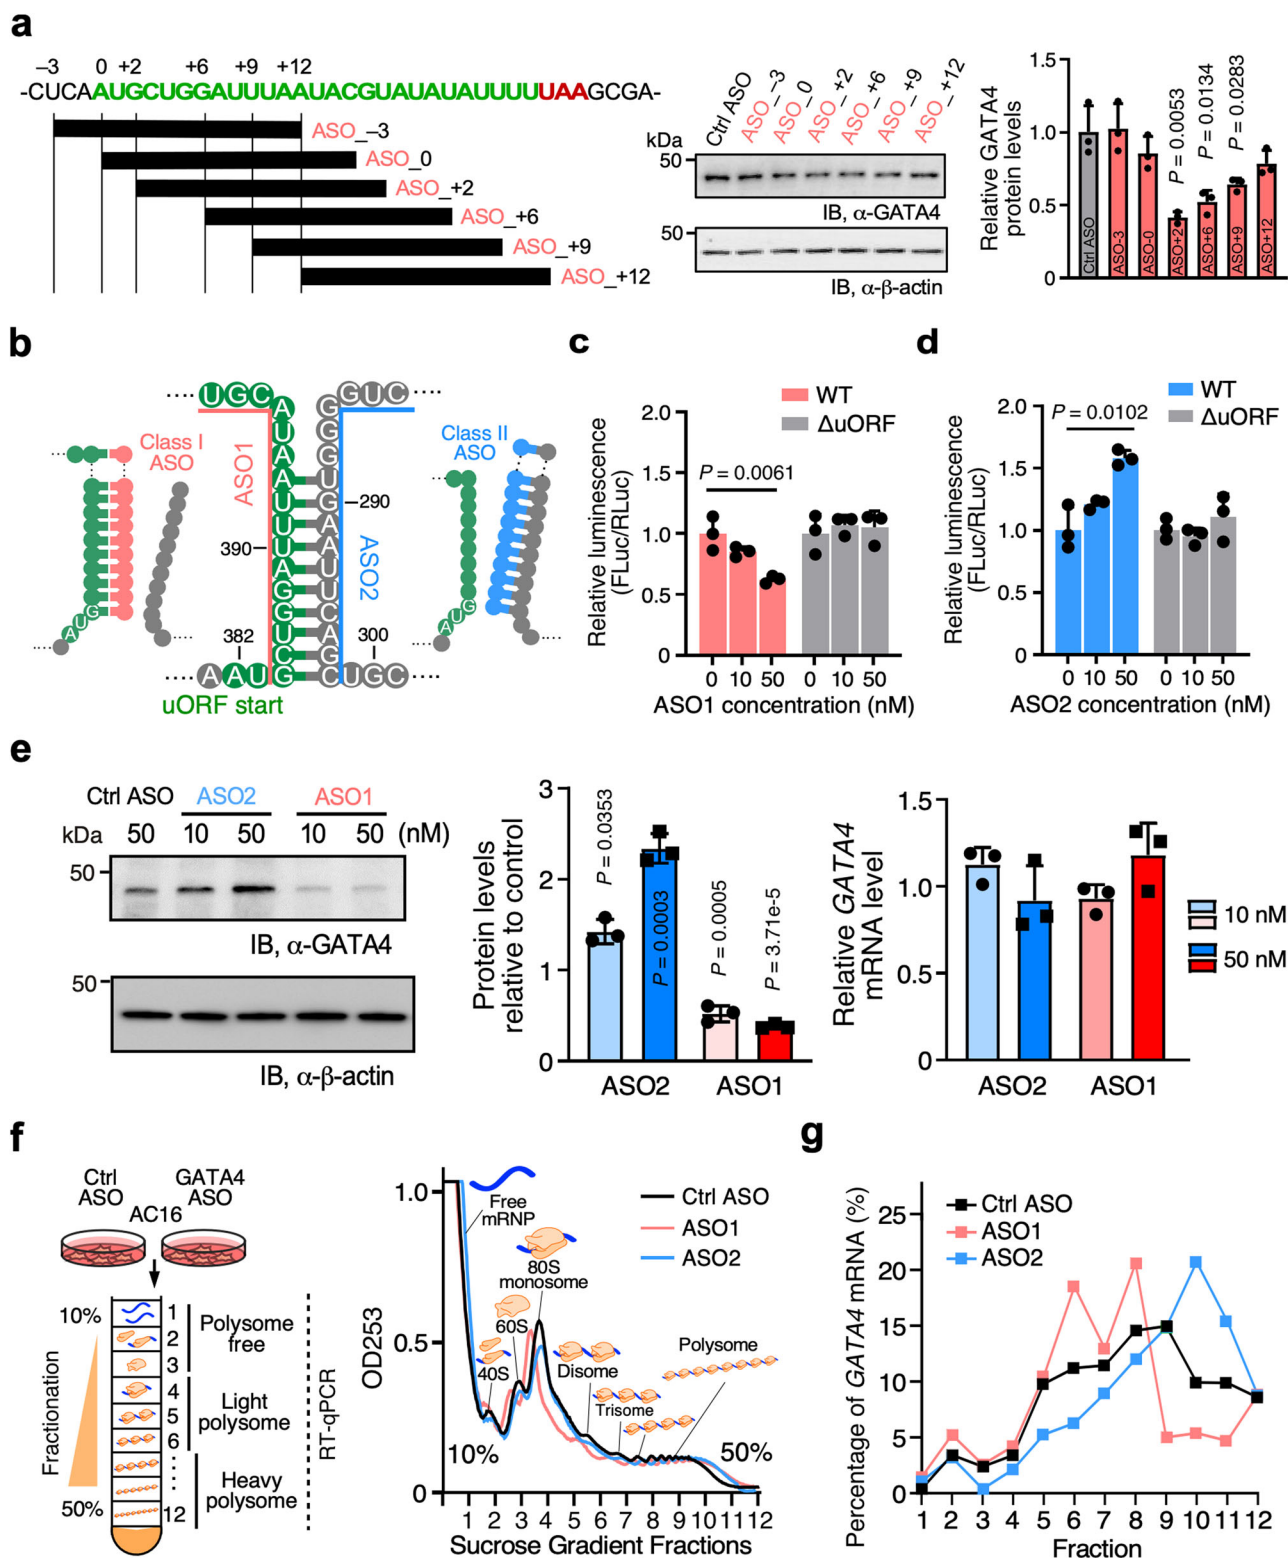 a
–3 0 +2 +6 +9 +12
-CUCAAUGCUGGAUUUAAUACGUAUAUAUUUUUAAGCGA-
ASO_–3
ASO_0
ASO_+2
ASO_+6
ASO_+9
ASO_+12
Ctrl ASO
ASO_–3
ASO_0
ASO_+2
ASO_+6
ASO_+9
ASO_+12
kDa
50
IB, α-GATA4
50
IB, α-β-actin
Relative GATA4
protein levels
1.5
1.0
0.5
0
P = 0.0053
P = 0.0134
P = 0.0283
Ctrl ASO
ASO-3
ASO-0
ASO+2
ASO+6
ASO+9
ASO+12
b
Class I
ASO
AUG
UGC
AUAAUUUAGGUCG
ASO1
390
382
AAUG
uORF start
GUC
GGGUGAAUUCAGC
290
ASO2
300
CUGC
Class II
ASO
AUG
c
WT
ΔuORF
Relative luminescence
(FLuc/RLuc)
2.0
1.5
1.0
0.5
0
P = 0.0061
0 10 50 0 10 50
ASO1 concentration (nM)
d
WT
ΔuORF
Relative luminescence
(FLuc/RLuc)
2.0
1.5
1.0
0.5
0
P = 0.0102
0 10 50 0 10 50
ASO2 concentration (nM)
e
Ctrl ASO ASO2 ASO1
kDa 50 10 50 10 50 (nM)
50
IB, α-GATA4
50
IB, α-β-actin
Protein levels
relative to control
3
2
1
0
P = 0.0353
P = 0.0003
P = 0.0005
P = 3.71e-5
ASO2 ASO1
Relative GATA4
mRNA level
1.5
1.0
0.5
0
ASO2 ASO1
10 nM
50 nM
f
Ctrl
ASO
GATA4
ASO
AC16
10%
Fractionation
50%
1
2
3
4
5
6
12
Polysome
free
Light
polysome
Heavy
polysome
RT-qPCR
OD253
1.0
0.5
0
Free
mRNP
40S
60S
80S
monosome
Disome
Trisome
Polysome
Ctrl ASO
ASO1
ASO2
10%
50%
1 2 3 4 5 6 7 8 9 10 11 12
Sucrose Gradient Fractions
g
Percentage of GATA4 mRNA (%)
25
20
15
10
5
0
Ctrl ASO
ASO1
ASO2
1 2 3 4 5 6 7 8 9 10 11 12
Fraction